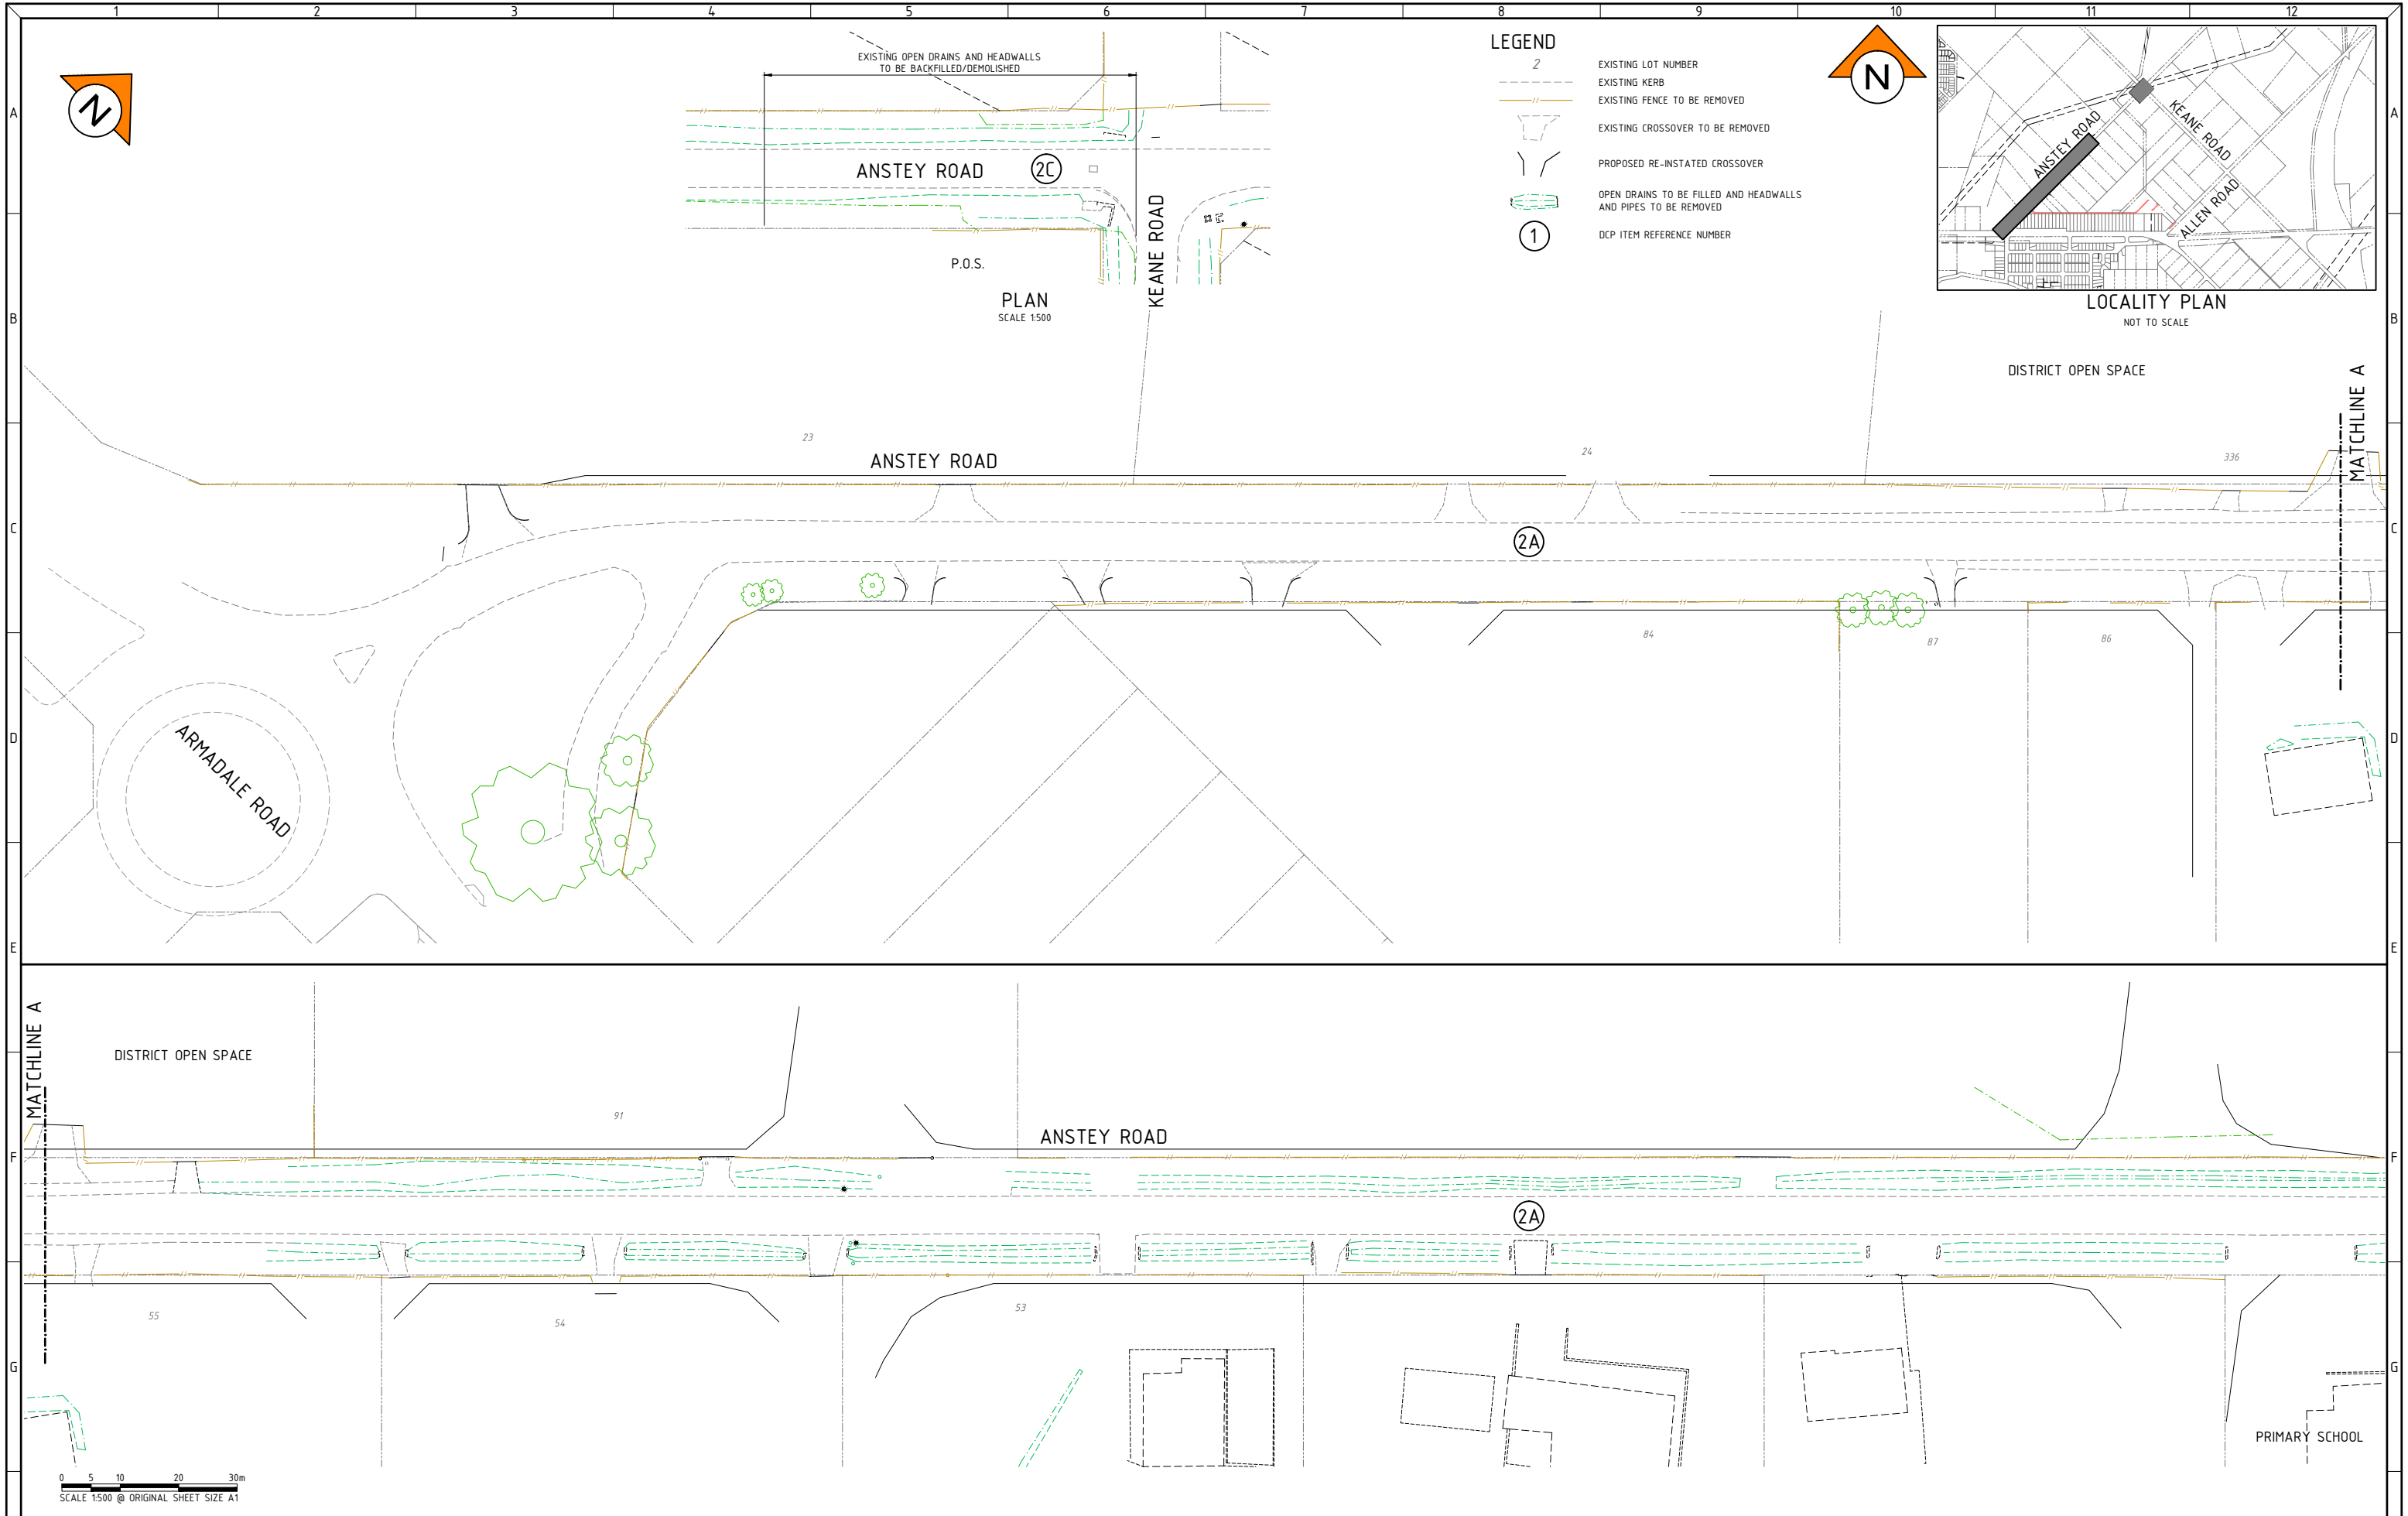 1 2 3 4 5 6 7 8 9 10 11 12
A
B
C
D
E
F
G
A
B
C
D
E
F
G
N
EXISTING OPEN DRAINS AND HEADWALLS
TO BE BACKFILLED/DEMOLISHED
ANSTEY ROAD
2C
KEANE ROAD
P.O.S.
PLAN
SCALE 1:500
LEGEND
2 EXISTING LOT NUMBER
EXISTING KERB
EXISTING FENCE TO BE REMOVED
EXISTING CROSSOVER TO BE REMOVED
PROPOSED RE-INSTATED CROSSOVER
OPEN DRAINS TO BE FILLED AND HEADWALLS
AND PIPES TO BE REMOVED
1 DCP ITEM REFERENCE NUMBER
N
ANSTEY ROAD
KEANE ROAD
ALLEN ROAD
LOCALITY PLAN
NOT TO SCALE
DISTRICT OPEN SPACE
MATCHLINE A
23
ANSTEY ROAD
24
336
2A
84
87
86
ARMADALE ROAD
MATCHLINE A
DISTRICT OPEN SPACE
91
ANSTEY ROAD
2A
55
54
53
PRIMARY SCHOOL
0 5 10 20 30m
SCALE 1:500 @ ORIGINAL SHEET SIZE A1